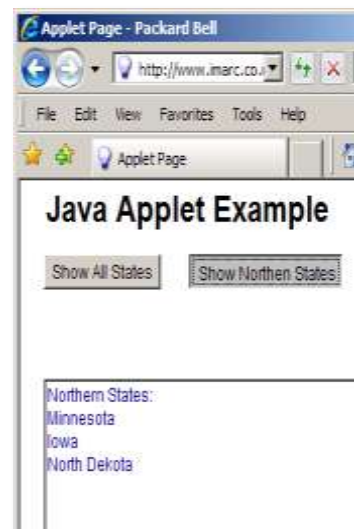 Applet Page - Packard Bell
http://www.imarc.co.
File Edit View Favorites Tools Help
Applet Page
Java Applet Example
Show All States Show Northen States
Northern States:
Minnesota
Iowa
North Dekota